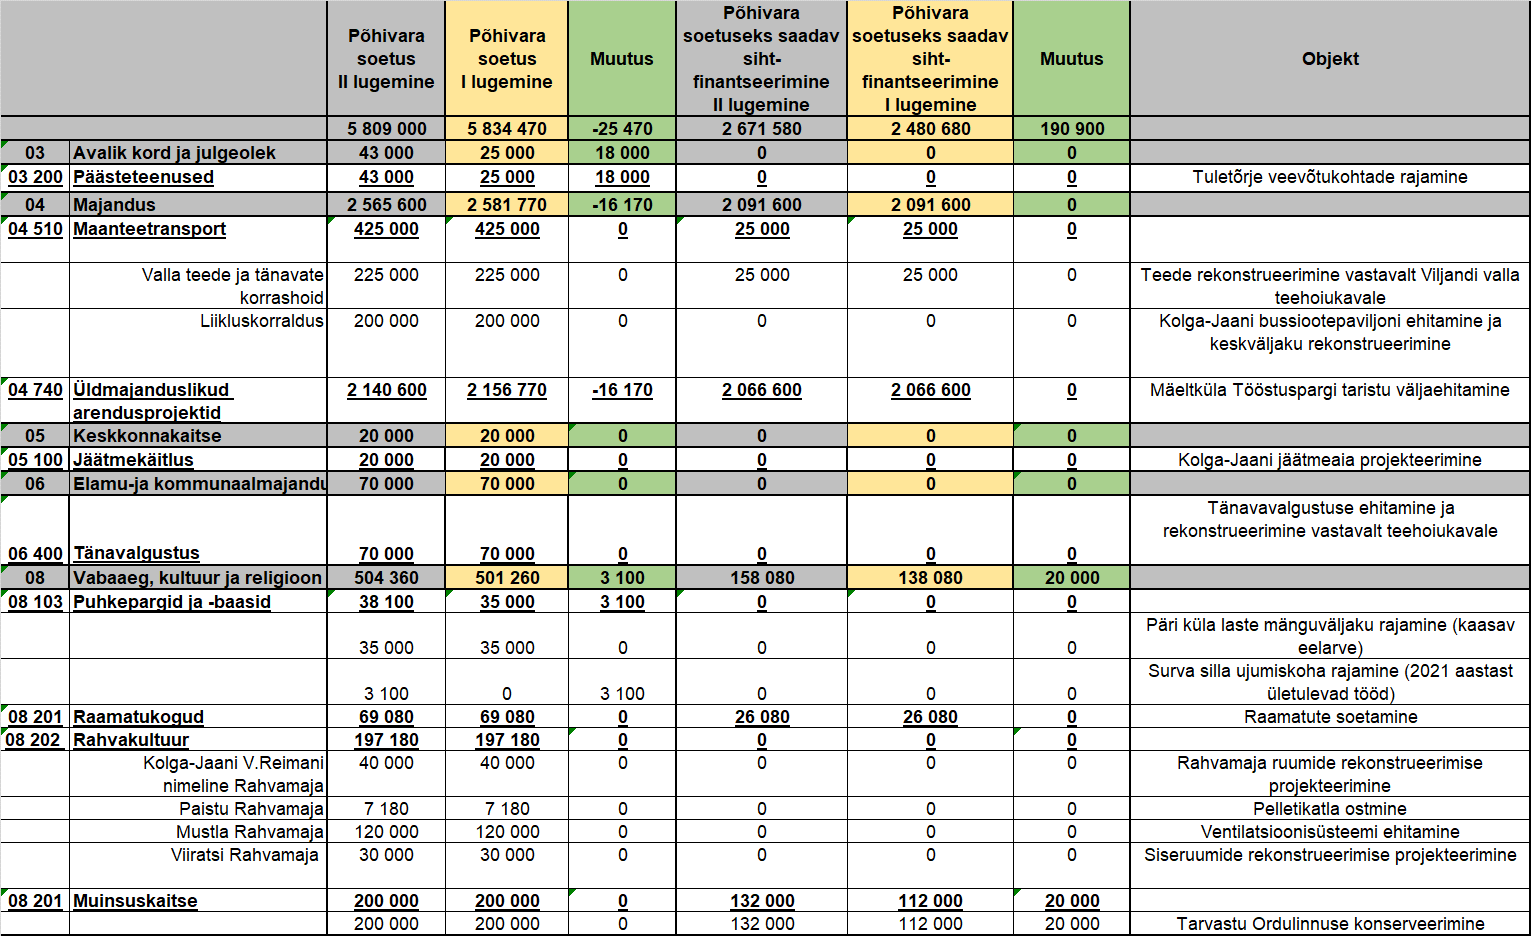 Põhivara soetus II lugemine | Põhivara soetus I lugemine | Muutus | Põhivara soetuseks saadav siht-finantseerimine II lugemine | Põhivara soetuseks saadav siht-finantseerimine I lugemine | Muutus | Objekt
5 809 000 | 5 834 470 | -25 470 | 2 671 580 | 2 480 680 | 190 900
03 | Avalik kord ja julgeolek | 43 000 | 25 000 | 18 000 | 0 | 0 | 0
03 200 | Päästeteenused | 43 000 | 25 000 | 18 000 | 0 | 0 | 0 | Tuletõrje veevõtukohtade rajamine
04 | Majandus | 2 565 600 | 2 581 770 | -16 170 | 2 091 600 | 2 091 600 | 0
04 510 | Maanteetransport | 425 000 | 425 000 | 0 | 25 000 | 25 000 | 0
Valla teede ja tänavate korrashoid | 225 000 | 225 000 | 0 | 25 000 | 25 000 | 0 | Teede rekonstrueerimine vastavalt Viljandi valla teehoiukavale
Liikluskorraldus | 200 000 | 200 000 | 0 | 0 | 0 | 0 | Kolga-Jaani bussiootepaviljoni ehitamine ja keskväljaku rekonstrueerimine
04 740 | Üldmajanduslikud arendusprojektid | 2 140 600 | 2 156 770 | -16 170 | 2 066 600 | 2 066 600 | 0 | Mäeltküla Tööstuspargi taristu väljaehitamine
05 | Keskkonnakaitse | 20 000 | 20 000 | 0 | 0 | 0 | 0
05 100 | Jäätmekäitlus | 20 000 | 20 000 | 0 | 0 | 0 | 0 | Kolga-Jaani jäätmeaia projekteerimine
06 | Elamu-ja kommunaalmajandu | 70 000 | 70 000 | 0 | 0 | 0 | 0
06 400 | Tänavalgustus | 70 000 | 70 000 | 0 | 0 | 0 | 0 | Tänavavalgustuse ehitamine ja rekonstrueerimine vastavalt teehoiukavale
08 | Vabaaeg, kultuur ja religioon | 504 360 | 501 260 | 3 100 | 158 080 | 138 080 | 20 000
08 103 | Puhkepargid ja -baasid | 38 100 | 35 000 | 3 100 | 0 | 0 | 0
35 000 | 35 000 | 0 | 0 | 0 | 0 | Päri küla laste mänguväljaku rajamine (kaasav eelarve)
3 100 | 0 | 3 100 | 0 | 0 | 0 | Surva silla ujumiskoha rajamine (2021 aastast ületulevad tööd)
08 201 | Raamatukogud | 69 080 | 69 080 | 0 | 26 080 | 26 080 | 0 | Raamatute soetamine
08 202 | Rahvakultuur | 197 180 | 197 180 | 0 | 0 | 0 | 0
Kolga-Jaani V.Reimani nimeline Rahvamaja | 40 000 | 40 000 | 0 | 0 | 0 | 0 | Rahvamaja ruumide rekonstrueerimise projekteerimine
Paistu Rahvamaja | 7 180 | 7 180 | 0 | 0 | 0 | 0 | Pelletikatla ostmine
Mustla Rahvamaja | 120 000 | 120 000 | 0 | 0 | 0 | 0 | Ventilatsioonisüsteemi ehitamine
Viiratsi Rahvamaja | 30 000 | 30 000 | 0 | 0 | 0 | 0 | Siseruumide rekonstrueerimise projekteerimine
08 201 | Muinsuskaitse | 200 000 | 200 000 | 0 | 132 000 | 112 000 | 20 000
200 000 | 200 000 | 0 | 132 000 | 112 000 | 20 000 | Tarvastu Ordulinnuse konserveerimine